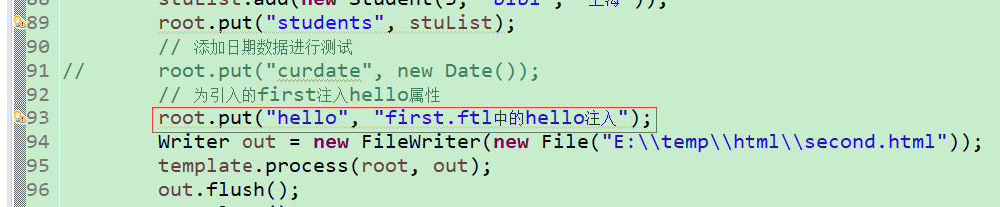 88 stuList.add(new Student(5, "bibi", "上海"));
89 root.put("students", stuList);
90 // 添加日期数据进行测试
91 // root.put("curdate", new Date());
92 // 为引入的first注入hello属性
93 root.put("hello", "first.ftl中的hello注入");
94 Writer out = new FileWriter(new File("E:\\temp\\html\\second.html"));
95 template.process(root, out);
96 out.flush();